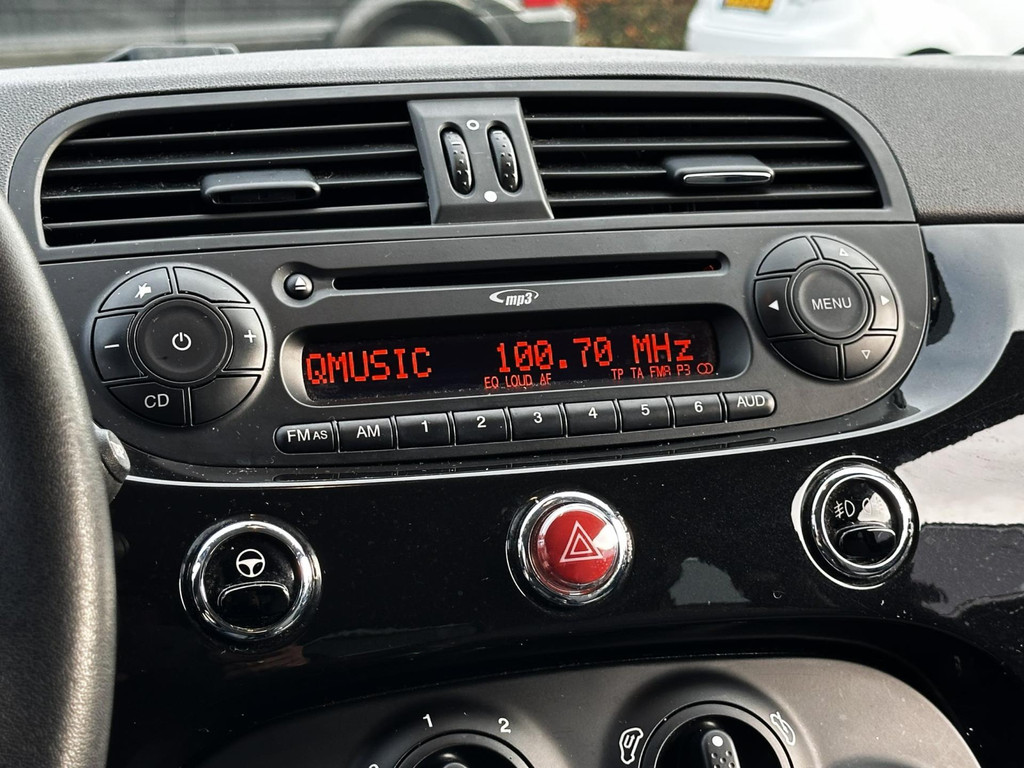 mp3
QMUSIC 100.70 MHz
EQ LOUD AF TP TA FMR P3
MENU
CD
FM AS AM 1 2 3 4 5 6 AUD
1 2